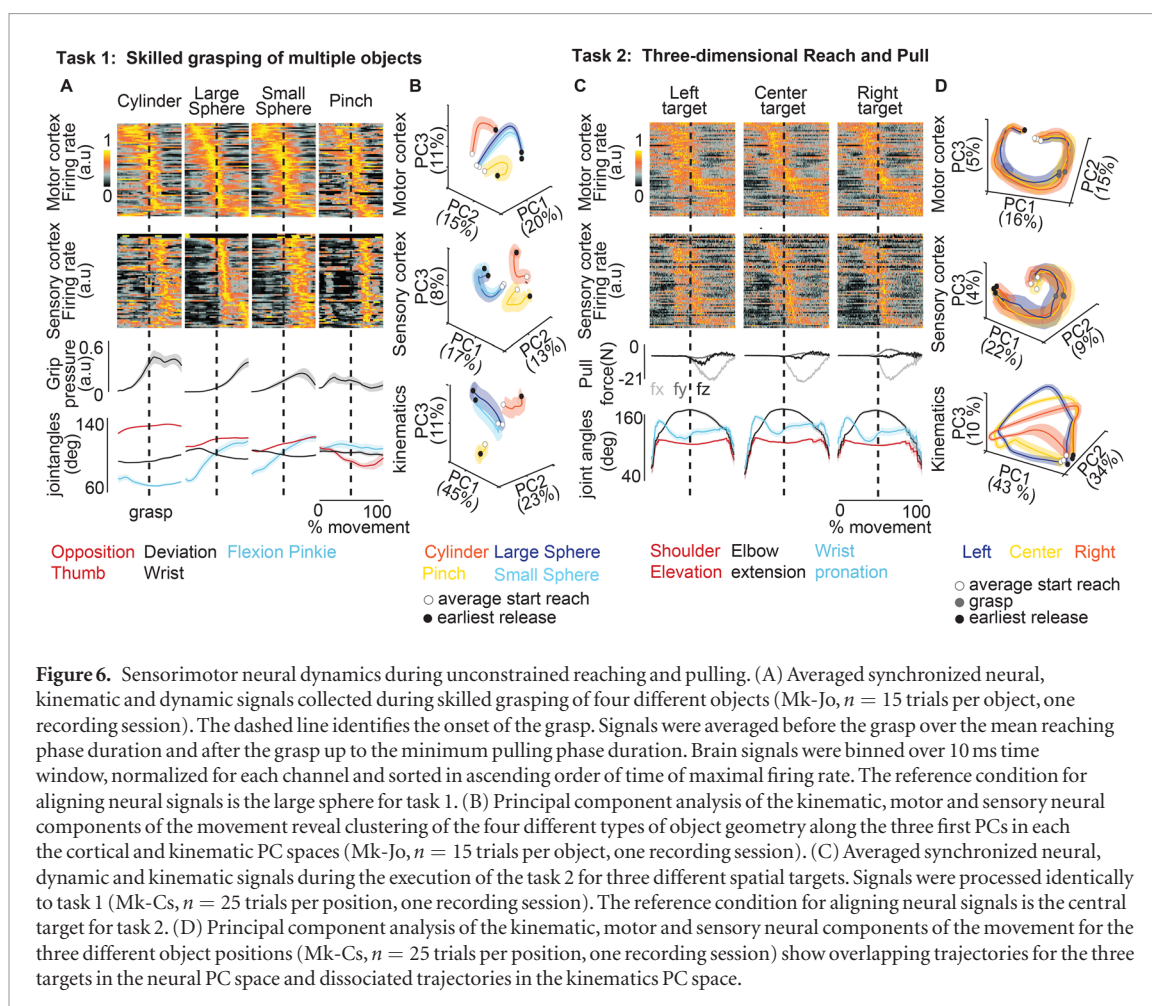 Task 1: Skilled grasping of multiple objects
A
Cylinder
Large
Sphere
Small
Sphere
Pinch
Motor cortex
Firing rate
(a.u)
1
0
Sensory cortex
Firing rate
(a.u)
Grip
pressure
(a.u)
0.6
0
jointangles
(deg)
140
60
grasp
0 100
% movement
Opposition
Thumb
Deviation
Wrist
Flexion Pinkie
B
Motor cortex
PC3
(11%)
PC2
(15%)
PC1
(20%)
Sensory cortex
PC3
(8%)
PC1
(17%)
PC2
(13%)
kinematics
PC3
(11%)
PC1
(45%)
PC2
(23%)
Cylinder Large Sphere
Pinch Small Sphere
average start reach
earliest release
Task 2: Three-dimensional Reach and Pull
C
Left
target
Center
target
Right
target
Motor cortex
Firing rate
(a.u)
1
0
Sensory cortex
Firing rate
(a.u)
Pull
force(N)
0
-21
fx fy fz
joint angles
(deg)
160
40
0 100
% movement
Shoulder
Elevation
Elbow
extension
Wrist
pronation
D
Motor cortex
PC3
(5%)
PC1
(16%)
PC2
(15%)
Sensory cortex
PC3
(4%)
PC1
(22%)
PC2
(9%)
Kinematics
PC3
(10 %)
PC1
(43 %)
PC2
(34%)
Left Center Right
average start reach
grasp
earliest release
Figure 6. Sensorimotor neural dynamics during unconstrained reaching and pulling. (A) Averaged synchronized neural,
kinematic and dynamic signals collected during skilled grasping of four different objects (Mk-Jo, n = 15 trials per object, one
recording session). The dashed line identifies the onset of the grasp. Signals were averaged before the grasp over the mean reaching
phase duration and after the grasp up to the minimum pulling phase duration. Brain signals were binned over 10 ms time
window, normalized for each channel and sorted in ascending order of time of maximal firing rate. The reference condition for
aligning neural signals is the large sphere for task 1. (B) Principal component analysis of the kinematic, motor and sensory neural
components of the movement reveal clustering of the four different types of object geometry along the three first PCs in each
the cortical and kinematic PC spaces (Mk-Jo, n = 15 trials per object, one recording session). (C) Averaged synchronized neural,
dynamic and kinematic signals during the execution of the task 2 for three different spatial targets. Signals were processed identically
to task 1 (Mk-Cs, n = 25 trials per position, one recording session). The reference condition for aligning neural signals is the central
target for task 2. (D) Principal component analysis of the kinematic, motor and sensory neural components of the movement for the
three different object positions (Mk-Cs, n = 25 trials per position, one recording session) show overlapping trajectories for the three
targets in the neural PC space and dissociated trajectories in the kinematics PC space.